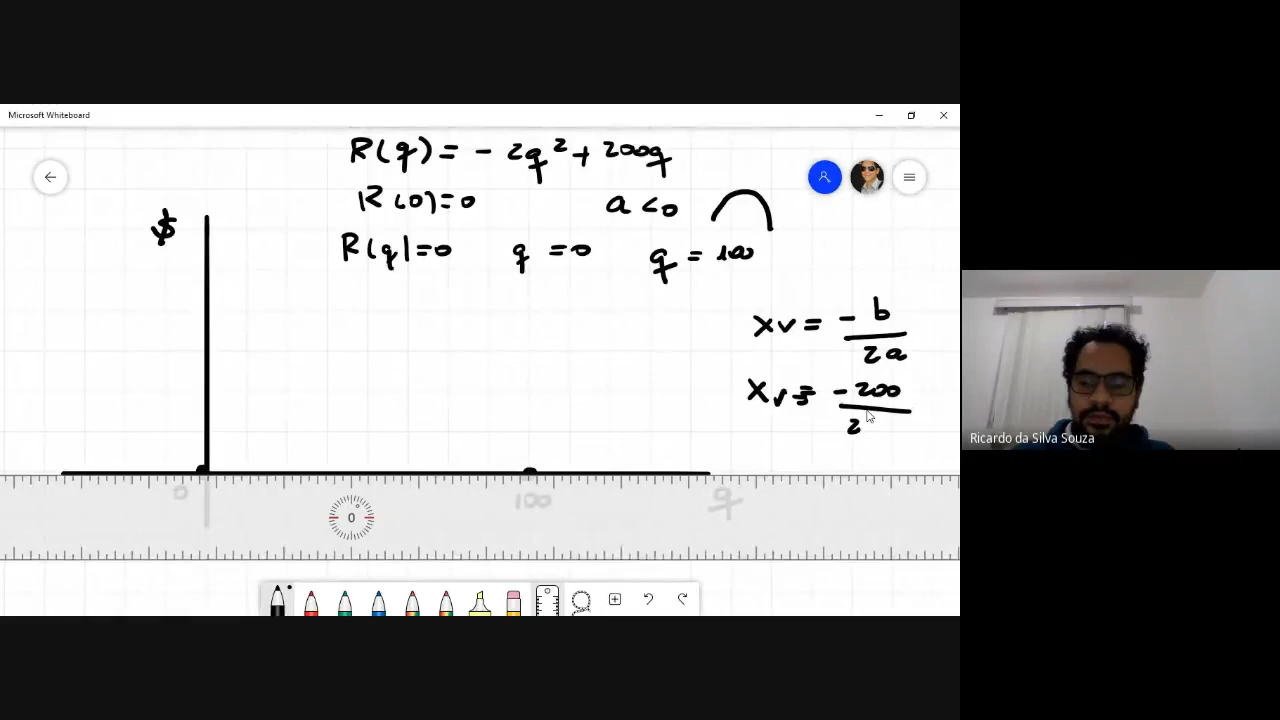 Microsoft Whiteboard
R(q) = - 2q² + 200q
R(0) = 0 a < 0
$
R(q) = 0 q = 0 q = 100
xv = - b / 2a
xv = - 200 / 2
Ricardo da Silva Souza
0 100 q
0